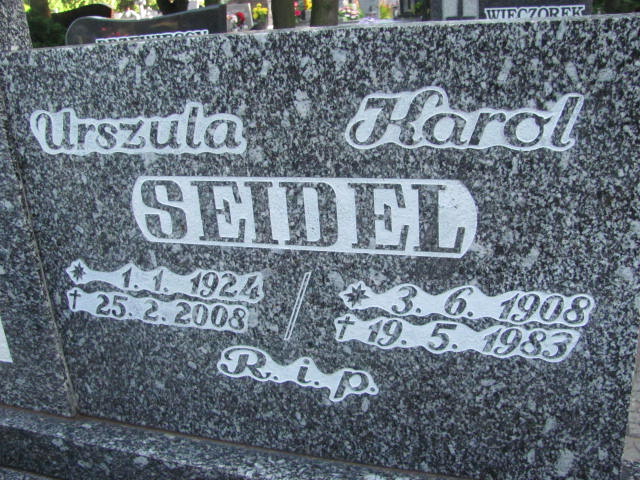 WIECZOREK
Urszula Karol
SEIDEL
* 1. 1. 1924 / * 3. 6. 1908
† 25. 2. 2008 † 19. 5. 1983
R. i. p.